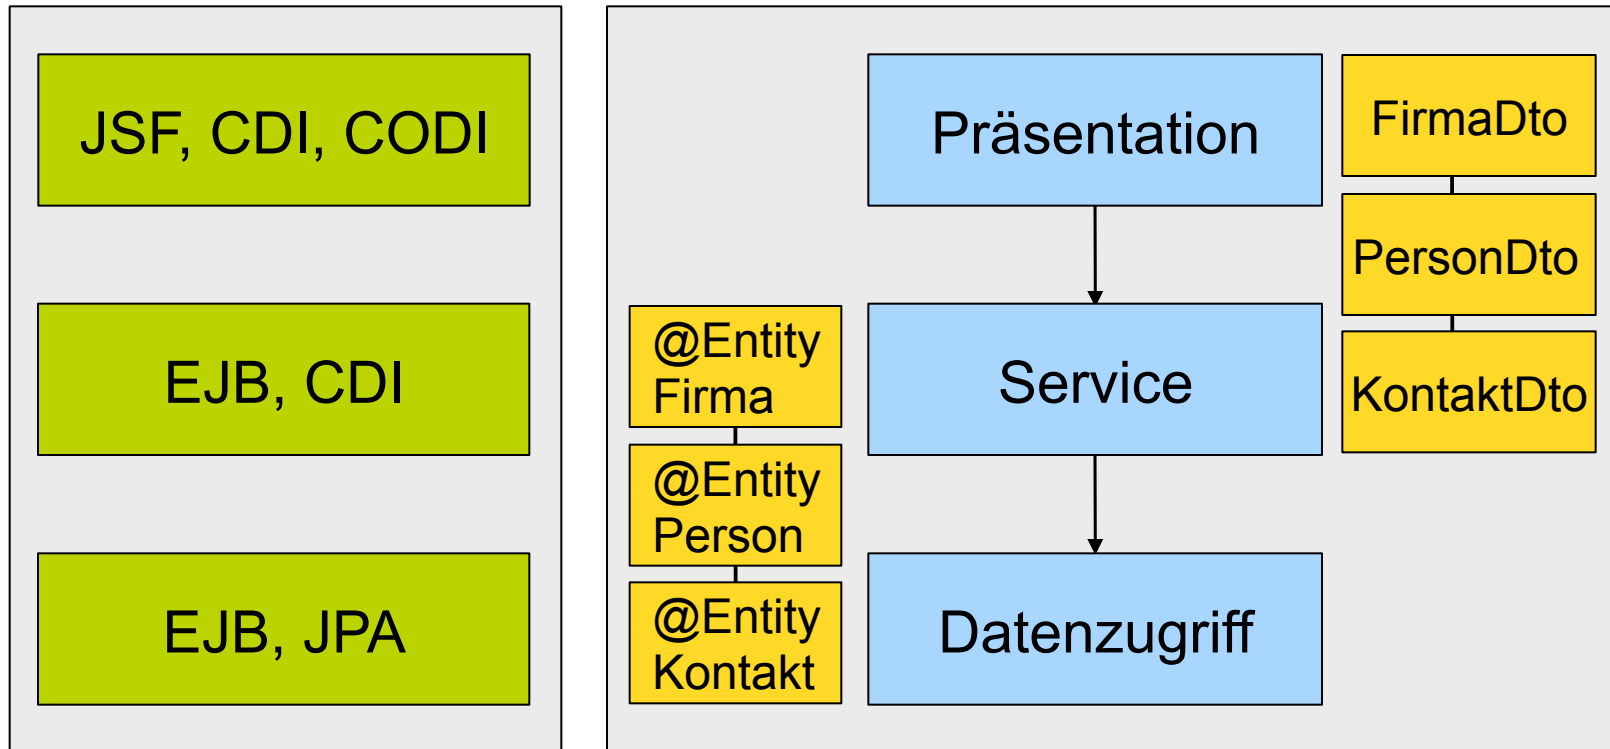 JSF, CDI, CODI
EJB, CDI
EJB, JPA
Präsentation
Service
Datenzugriff
@Entity
Firma
@Entity
Person
@Entity
Kontakt
FirmaDto
PersonDto
KontaktDto